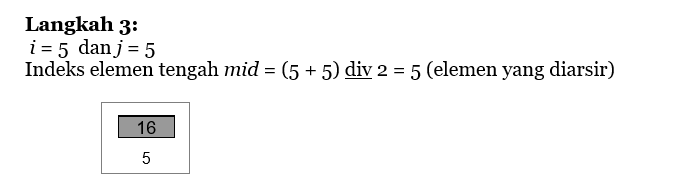 Langkah 3:
i = 5 dan j = 5
Indeks elemen tengah mid = (5 + 5) div 2 = 5 (elemen yang diarsir)
16
5